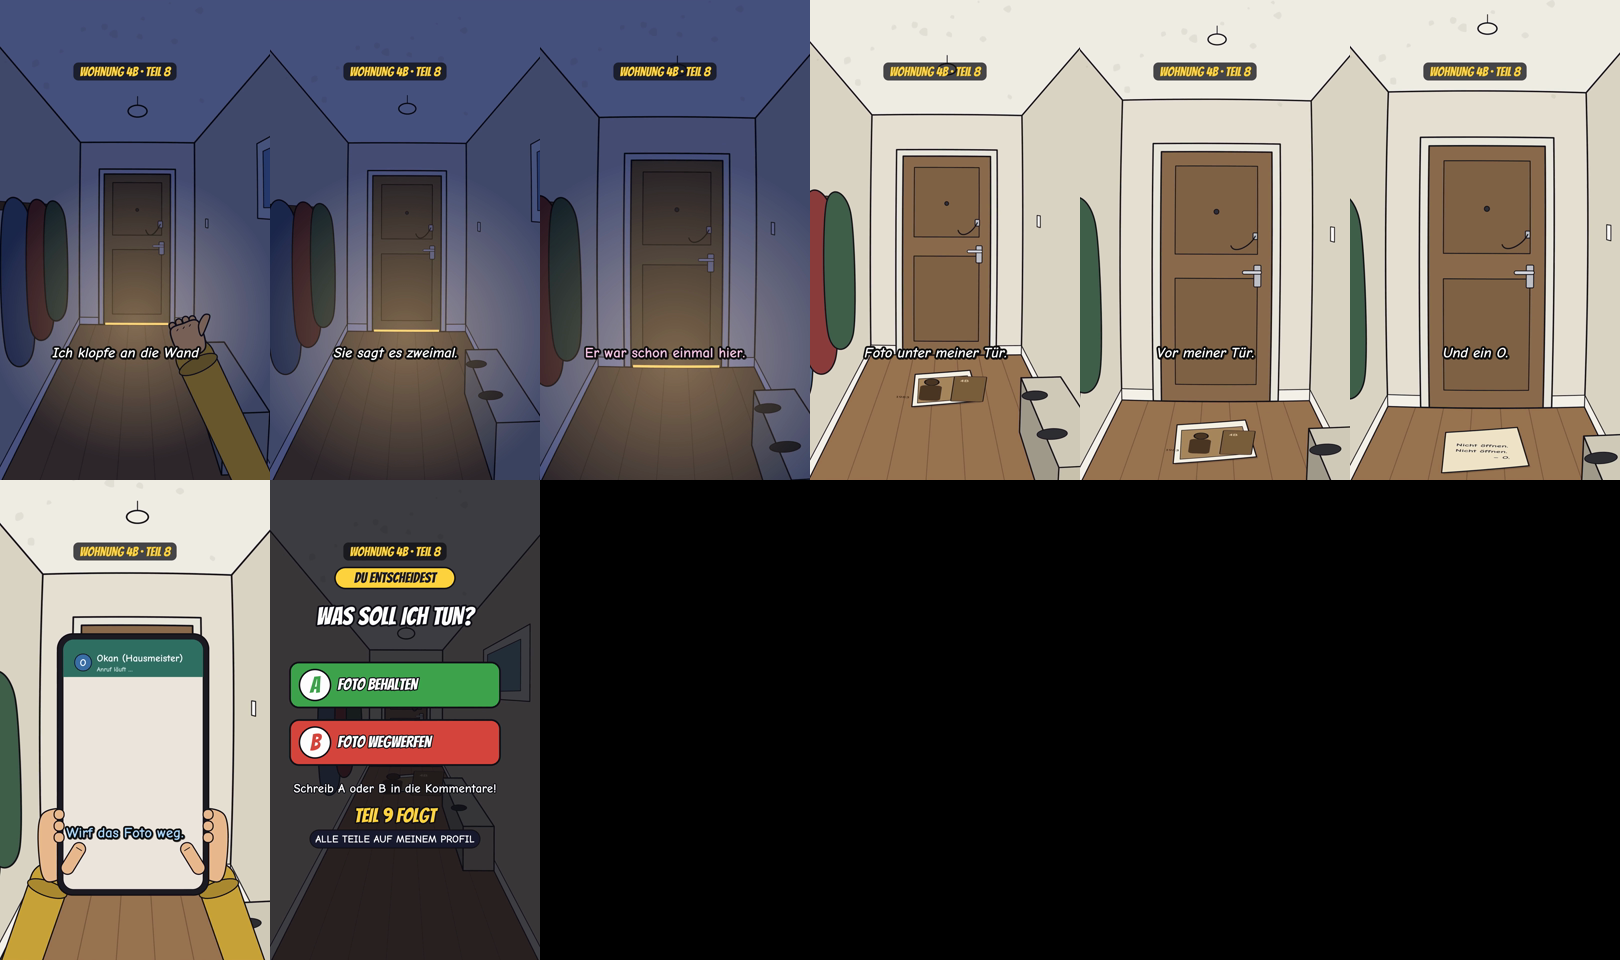 WOHNUNG 4B · TEIL 8
Ich klopfe an die Wand
WOHNUNG 4B · TEIL 8
Sie sagt es zweimal.
WOHNUNG 4B · TEIL 8
Er war schon einmal hier.
WOHNUNG 4B · TEIL 8
Foto unter meiner Tür.
4B
WOHNUNG 4B · TEIL 8
Vor meiner Tür.
4B
WOHNUNG 4B · TEIL 8
Und ein O.
Nicht öffnen.
Nicht öffnen.
– O.
WOHNUNG 4B · TEIL 8
O
Okan (Hausmeister)
Anruf läuft ...
Wirf das Foto weg.
WOHNUNG 4B · TEIL 8
DU ENTSCHEIDEST
WAS SOLL ICH TUN?
A FOTO BEHALTEN
B FOTO WEGWERFEN
Schreib A oder B in die Kommentare!
TEIL 9 FOLGT
ALLE TEILE AUF MEINEM PROFIL